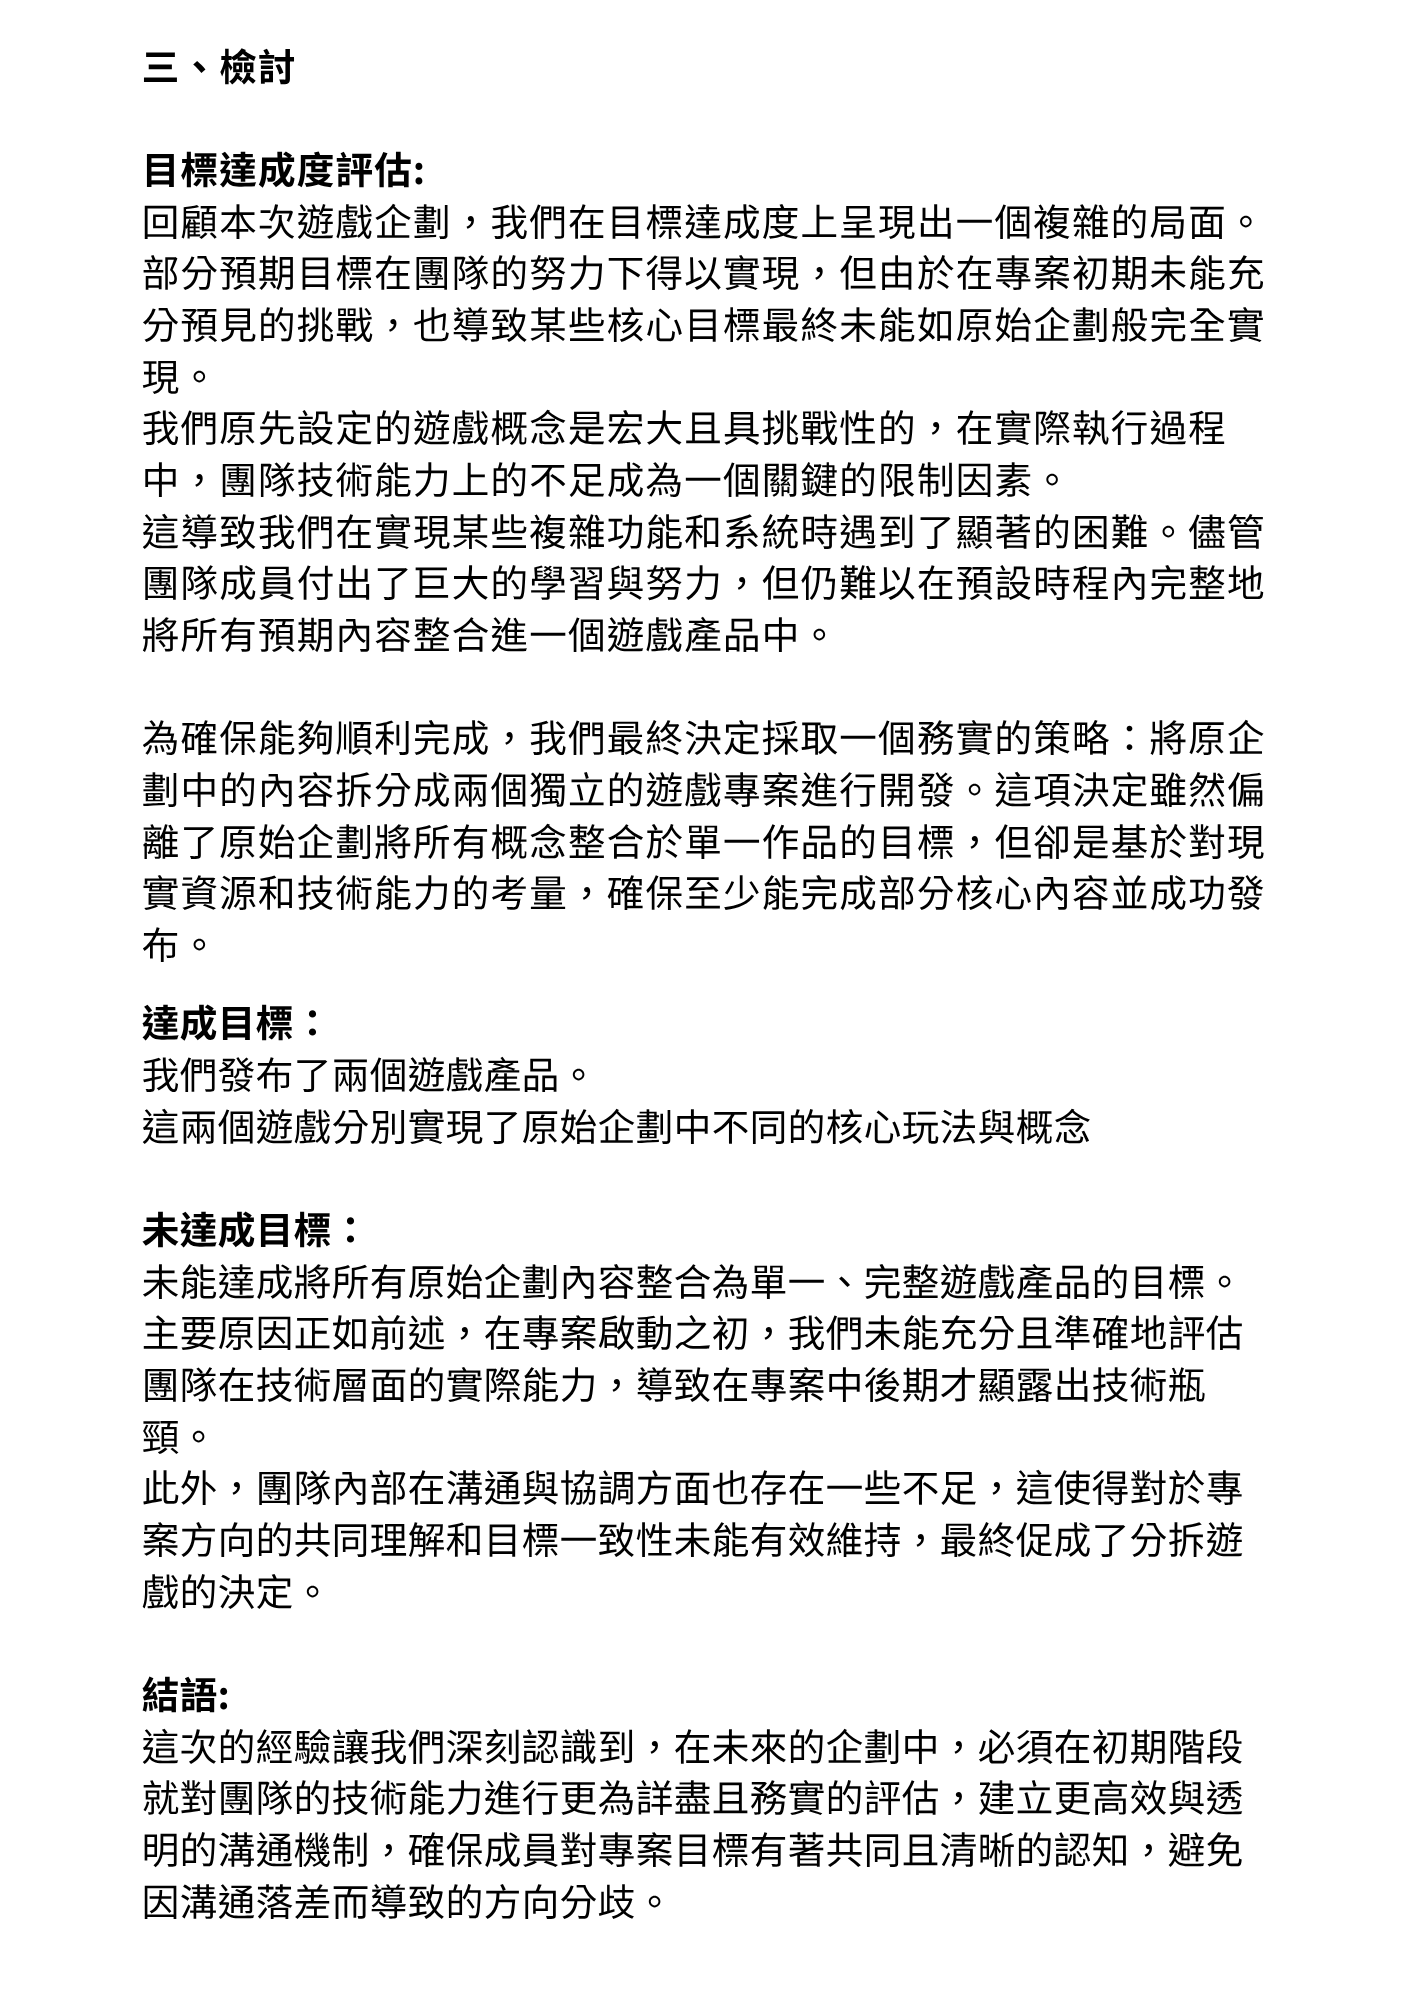 三、檢討
目標達成度評估:
回顧本次遊戲企劃，我們在目標達成度上呈現出一個複雜的局面。
部分預期目標在團隊的努力下得以實現，但由於在專案初期未能充
分預見的挑戰，也導致某些核心目標最終未能如原始企劃般完全實
現。
我們原先設定的遊戲概念是宏大且具挑戰性的，在實際執行過程
中，團隊技術能力上的不足成為一個關鍵的限制因素。
這導致我們在實現某些複雜功能和系統時遇到了顯著的困難。儘管
團隊成員付出了巨大的學習與努力，但仍難以在預設時程內完整地
將所有預期內容整合進一個遊戲產品中。
為確保能夠順利完成，我們最終決定採取一個務實的策略：將原企
劃中的內容拆分成兩個獨立的遊戲專案進行開發。這項決定雖然偏
離了原始企劃將所有概念整合於單一作品的目標，但卻是基於對現
實資源和技術能力的考量，確保至少能完成部分核心內容並成功發
布。
達成目標：
我們發布了兩個遊戲產品。
這兩個遊戲分別實現了原始企劃中不同的核心玩法與概念
未達成目標：
未能達成將所有原始企劃內容整合為單一、完整遊戲產品的目標。
主要原因正如前述，在專案啟動之初，我們未能充分且準確地評估
團隊在技術層面的實際能力，導致在專案中後期才顯露出技術瓶
頸。
此外，團隊內部在溝通與協調方面也存在一些不足，這使得對於專
案方向的共同理解和目標一致性未能有效維持，最終促成了分拆遊
戲的決定。
結語:
這次的經驗讓我們深刻認識到，在未來的企劃中，必須在初期階段
就對團隊的技術能力進行更為詳盡且務實的評估，建立更高效與透
明的溝通機制，確保成員對專案目標有著共同且清晰的認知，避免
因溝通落差而導致的方向分歧。